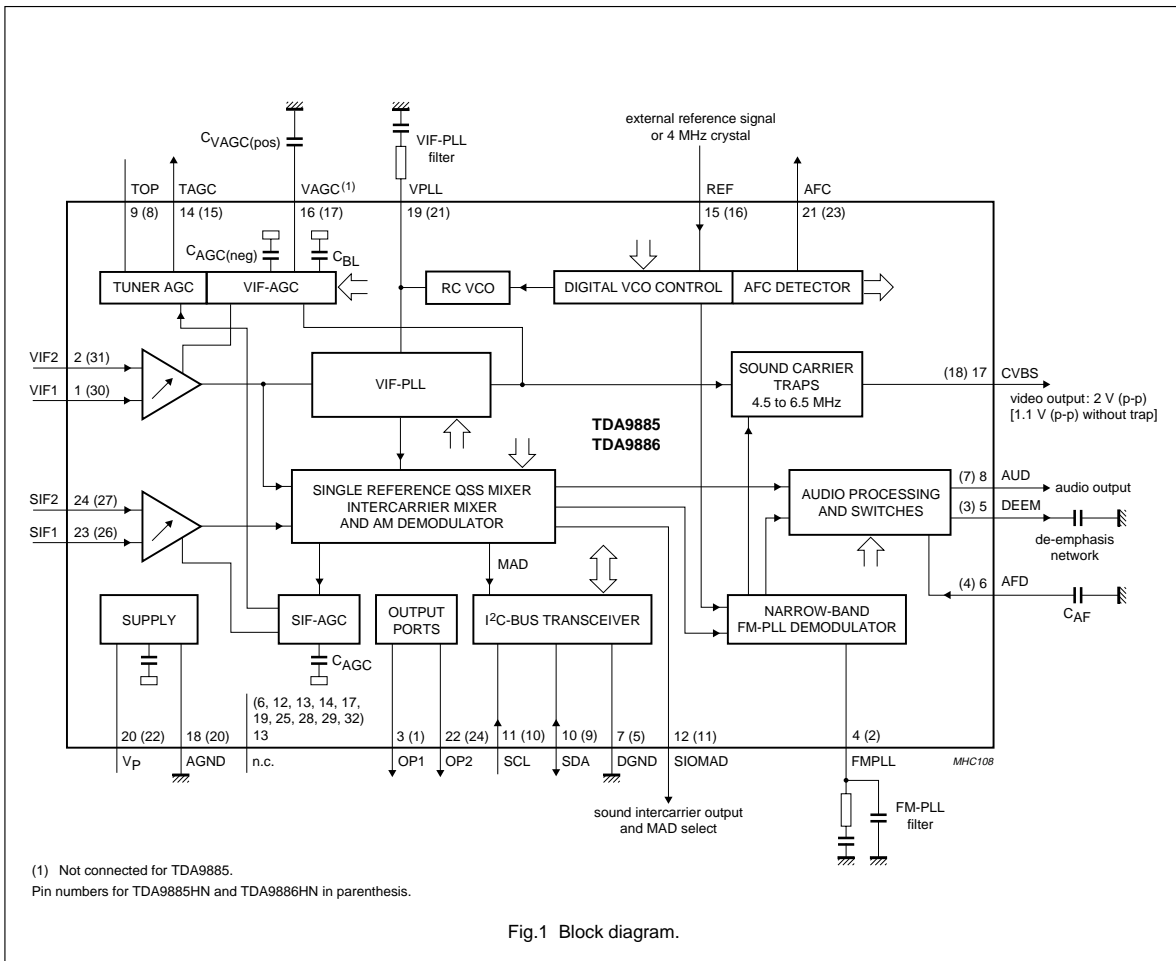 external reference signal
or 4 MHz crystal
CVAGC(pos)
VIF-PLL
filter
TOP
TAGC
VAGC(1)
VPLL
REF
AFC
9 (8)
14 (15)
16 (17)
19 (21)
15 (16)
21 (23)
CAGC(neg)
CBL
TUNER AGC
VIF-AGC
RC VCO
DIGITAL VCO CONTROL
AFC DETECTOR
VIF2
2 (31)
VIF1
1 (30)
VIF-PLL
SOUND CARRIER
TRAPS
4.5 to 6.5 MHz
(18) 17
CVBS
video output: 2 V (p-p)
[1.1 V (p-p) without trap]
TDA9885
TDA9886
SIF2
24 (27)
SIF1
23 (26)
SINGLE REFERENCE QSS MIXER
INTERCARRIER MIXER
AND AM DEMODULATOR
AUDIO PROCESSING
AND SWITCHES
(7) 8
AUD
audio output
(3) 5
DEEM
de-emphasis
network
(4) 6
AFD
CAF
MAD
SUPPLY
SIF-AGC
OUTPUT
PORTS
I2C-BUS TRANSCEIVER
NARROW-BAND
FM-PLL DEMODULATOR
CAGC
(6, 12, 13, 14, 17,
19, 25, 28, 29, 32)
20 (22)
18 (20)
13
3 (1)
22 (24)
11 (10)
10 (9)
7 (5)
12 (11)
4 (2)
VP
AGND
n.c.
OP1
OP2
SCL
SDA
DGND
SIOMAD
FMPLL
MHC108
sound intercarrier output
and MAD select
FM-PLL
filter
(1) Not connected for TDA9885.
Pin numbers for TDA9885HN and TDA9886HN in parenthesis.
Fig.1 Block diagram.